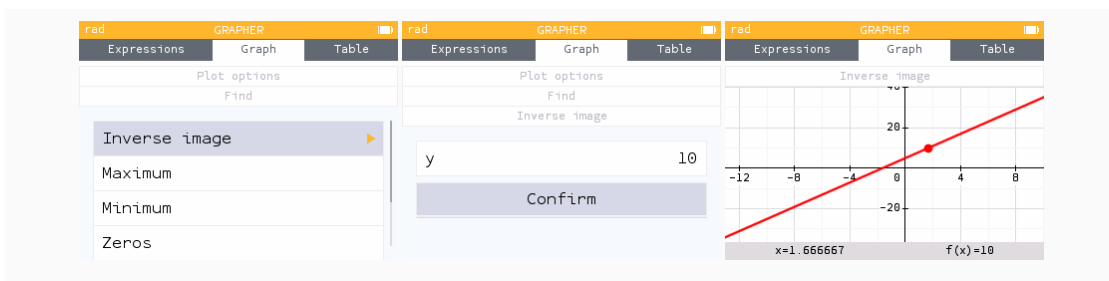 rad GRAPHER
Expressions Graph Table
Plot options
Find
Inverse image
Maximum
Minimum
Zeros
rad GRAPHER
Expressions Graph Table
Plot options
Find
Inverse image
y 10
Confirm
rad GRAPHER
Expressions Graph Table
Inverse image
40
20
-12 -8 -4 0 4 8
-20
x=1.666667 f(x)=10